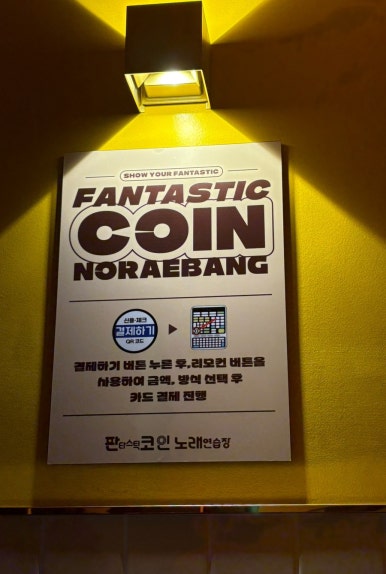 SHOW YOUR FANTASTIC
FANTASTIC
COIN
NORAEBANG
신용·체크
결제하기
QR 코드
결제하기 버튼 누른 후, 리모컨 버튼을
사용하여 금액, 방식 선택 후
카드 결제 진행
판타스틱 코인 노래연습장